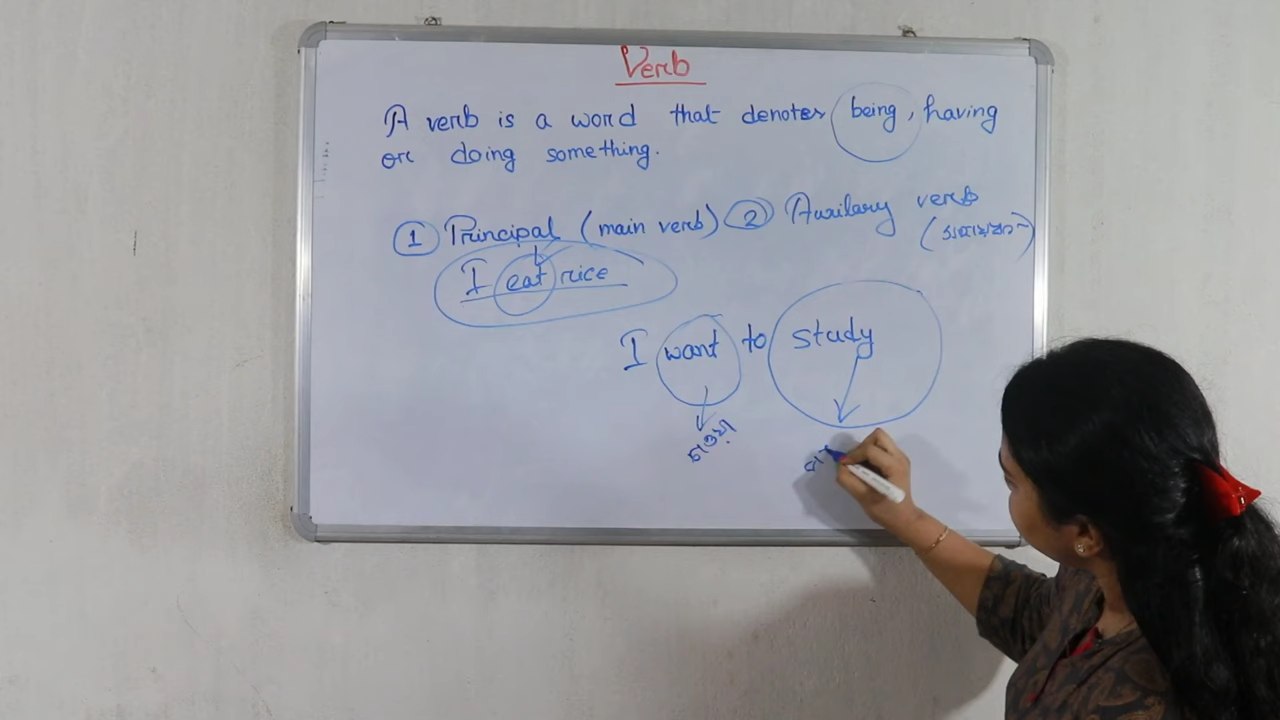 Verb
A verb is a word that denotes being, having
or doing something.
1 Principal (main verb) 2 Auxilary verb
I eat rice
I want to study
চাওয়া